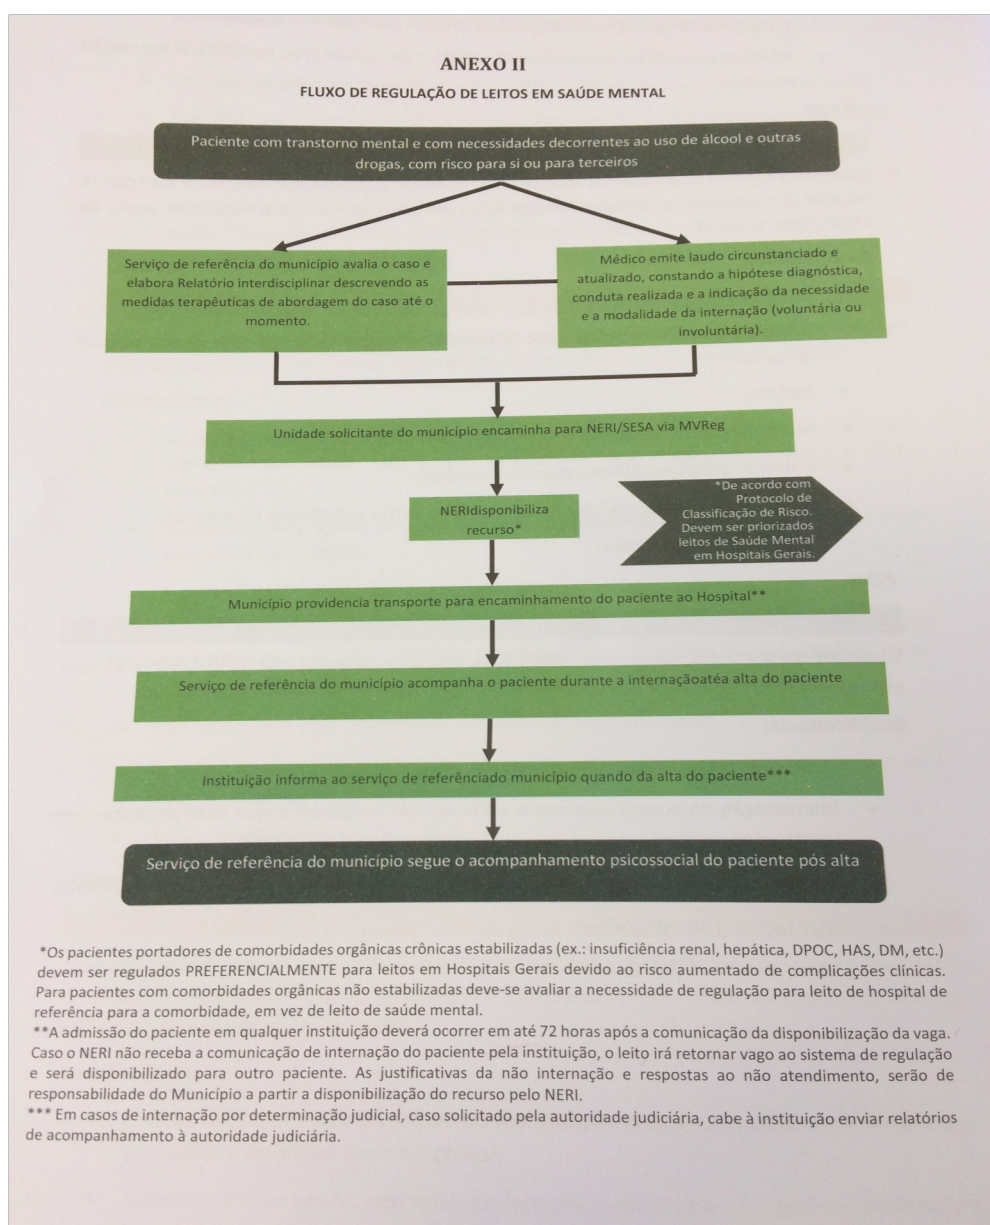 ANEXO II
FLUXO DE REGULAÇÃO DE LEITOS EM SAÚDE MENTAL
Paciente com transtorno mental e com necessidades decorrentes ao uso de álcool e outras
drogas, com risco para si ou para terceiros
Serviço de referência do município avalia o caso e
elabora Relatório interdisciplinar descrevendo as
medidas terapêuticas de abordagem do caso até o
momento.
Médico emite laudo circunstanciado e
atualizado, constando a hipótese diagnóstica,
conduta realizada e a indicação da necessidade
e a modalidade da internação (voluntária ou
involuntária).
Unidade solicitante do município encaminha para NERI/SESA via MVReg
NERIdisponibiliza
recurso*
*De acordo com
Protocolo de
Classificação de Risco.
Devem ser priorizados
leitos de Saúde Mental
em Hospitais Gerais.
Município providencia transporte para encaminhamento do paciente ao Hospital**
Serviço de referência do município acompanha o paciente durante a internaçãoatéa alta do paciente
Instituição informa ao serviço de referênciado município quando da alta do paciente***
Serviço de referência do município segue o acompanhamento psicossocial do paciente pós alta
*Os pacientes portadores de comorbidades orgânicas crônicas estabilizadas (ex.: insuficiência renal, hepática, DPOC, HAS, DM, etc.)
devem ser regulados PREFERENCIALMENTE para leitos em Hospitais Gerais devido ao risco aumentado de complicações clínicas.
Para pacientes com comorbidades orgânicas não estabilizadas deve-se avaliar a necessidade de regulação para leito de hospital de
referência para a comorbidade, em vez de leito de saúde mental.
**A admissão do paciente em qualquer instituição deverá ocorrer em até 72 horas após a comunicação da disponibilização da vaga.
Caso o NERI não receba a comunicação de internação do paciente pela instituição, o leito irá retornar vago ao sistema de regulação
e será disponibilizado para outro paciente. As justificativas da não internação e respostas ao não atendimento, serão de
responsabilidade do Município a partir a disponibilização do recurso pelo NERI.
*** Em casos de internação por determinação judicial, caso solicitado pela autoridade judiciária, cabe à instituição enviar relatórios
de acompanhamento à autoridade judiciária.